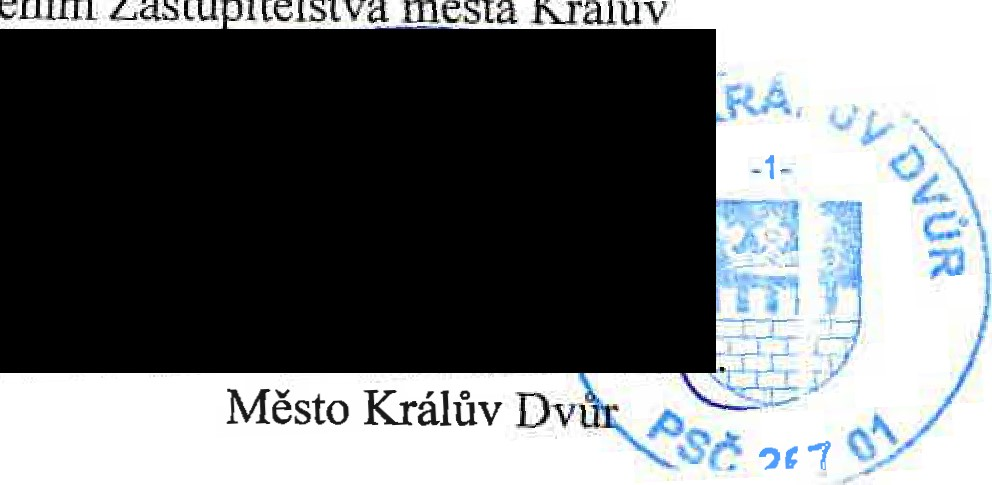 ením Zastupitelstva města Králův
DVŮR
-1-
Město Králův Dvůr
PSČ 267 01